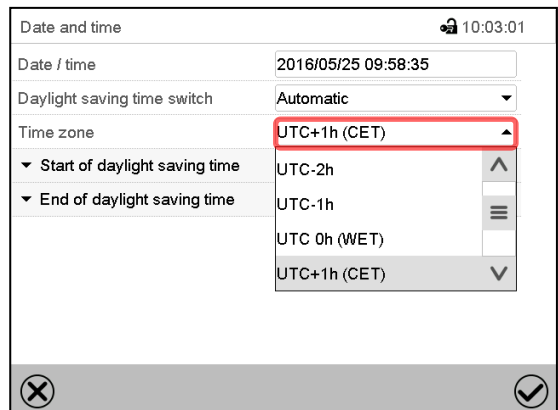 Date and time 10:03:01
Date / time 2016/05/25 09:58:35
Daylight saving time switch Automatic
Time zone UTC+1h (CET)
Start of daylight saving time
UTC-2h
End of daylight saving time
UTC-1h
UTC 0h (WET)
UTC+1h (CET)